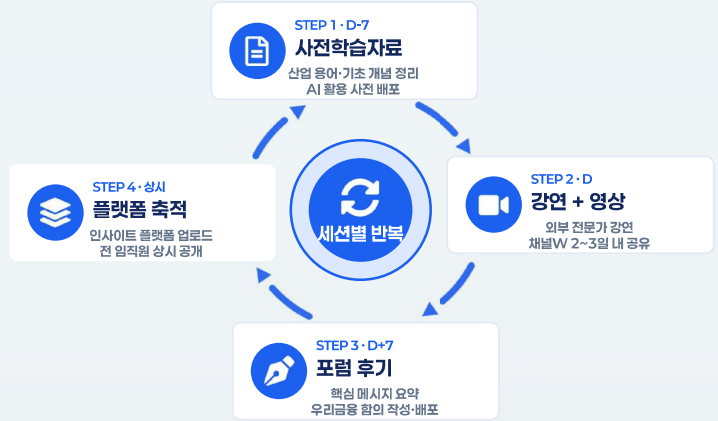 STEP 1 · D-7
사전학습자료
산업 용어·기초 개념 정리
AI 활용 사전 배포
STEP 2 · D
강연 + 영상
외부 전문가 강연
채널W 2~3일 내 공유
세션별 반복
STEP 3 · D+7
포럼 후기
핵심 메시지 요약
우리금융 함의 작성·배포
STEP 4 · 상시
플랫폼 축적
인사이트 플랫폼 업로드
전 임직원 상시 공개